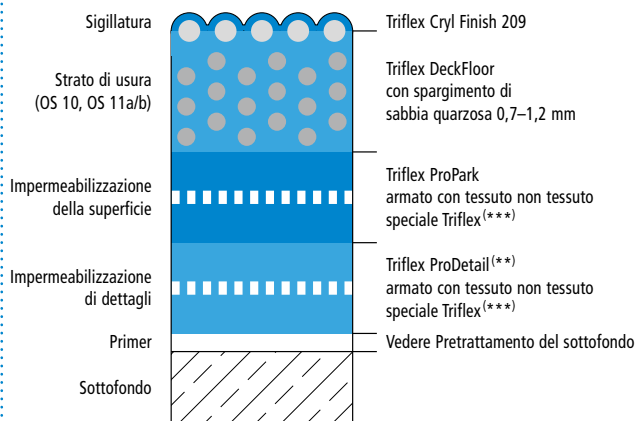 Sigillatura
Triflex Cryl Finish 209
Strato di usura
(OS 10, OS 11a/b)
Triflex DeckFloor
con spargimento di
sabbia quarzosa 0,7–1,2 mm
Impermeabilizzazione
della superficie
Triflex ProPark
armato con tessuto non tessuto
speciale Triflex(***)
Impermeabilizzazione
di dettagli
Triflex ProDetail(**)
armato con tessuto non tessuto
speciale Triflex(***)
Primer
Vedere Pretrattamento del sottofondo
Sottofondo